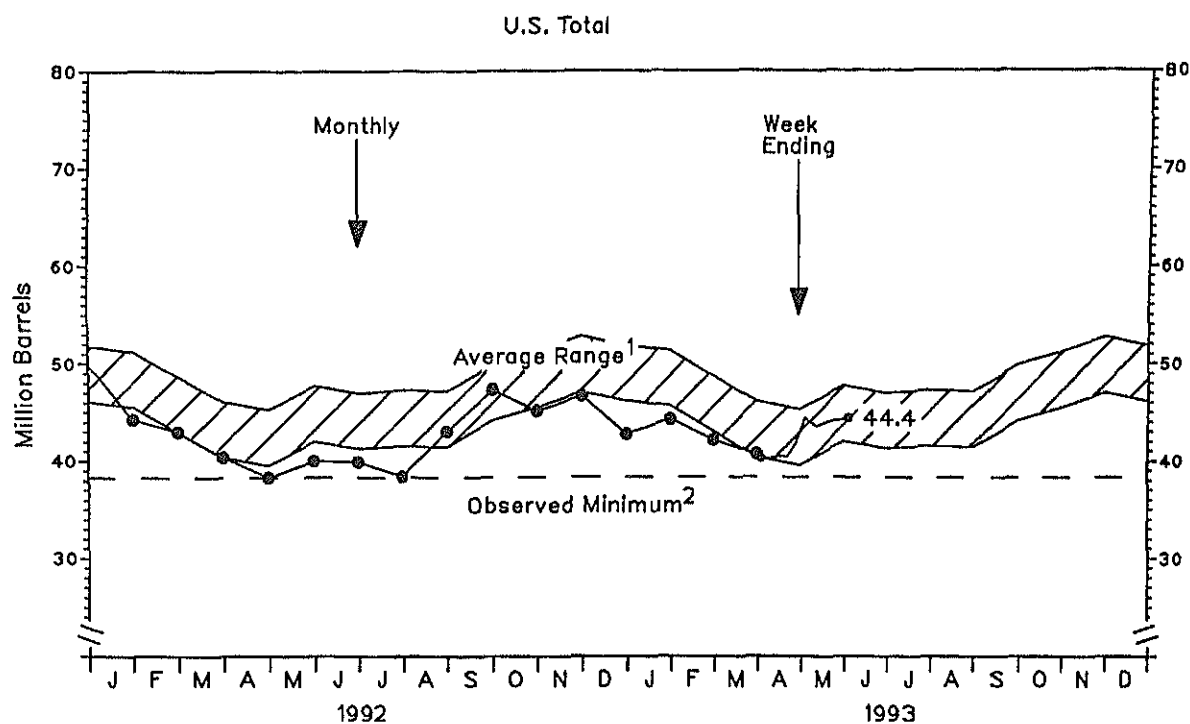 U.S. Total
80
80
Monthly
Week
Ending
70
70
60
60
Million Barrels
50
50
Average Range1
44.4
40
40
Observed Minimum2
30
30
J F M A M J J A S O N D J F M A M J J A S O N D
1992
1993